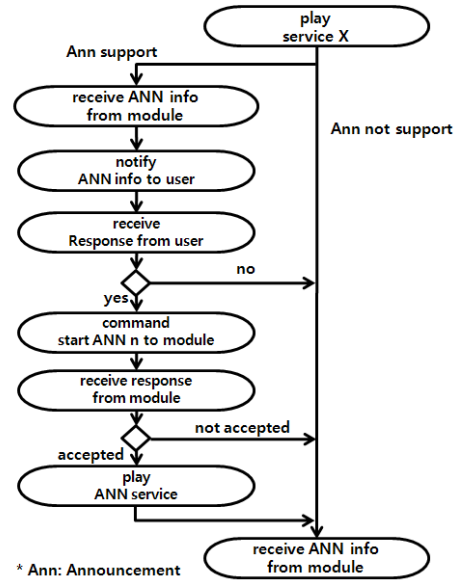 play
service X
Ann support
receive ANN info
from module
Ann not support
notify
ANN info to user
receive
Response from user
no
yes
command
start ANN n to module
receive response
from module
not accepted
accepted
play
ANN service
receive ANN info
from module
* Ann: Announcement